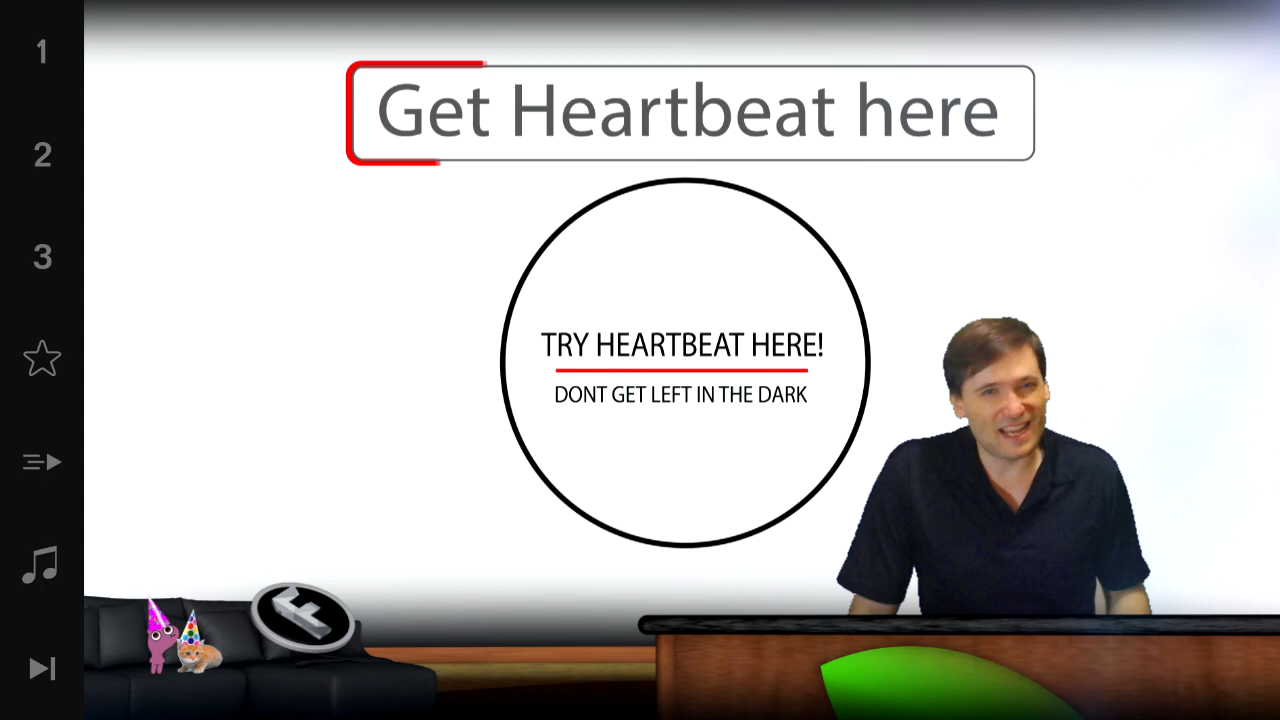 1
2
3
Get Heartbeat here
TRY HEARTBEAT HERE!
DONT GET LEFT IN THE DARK
F